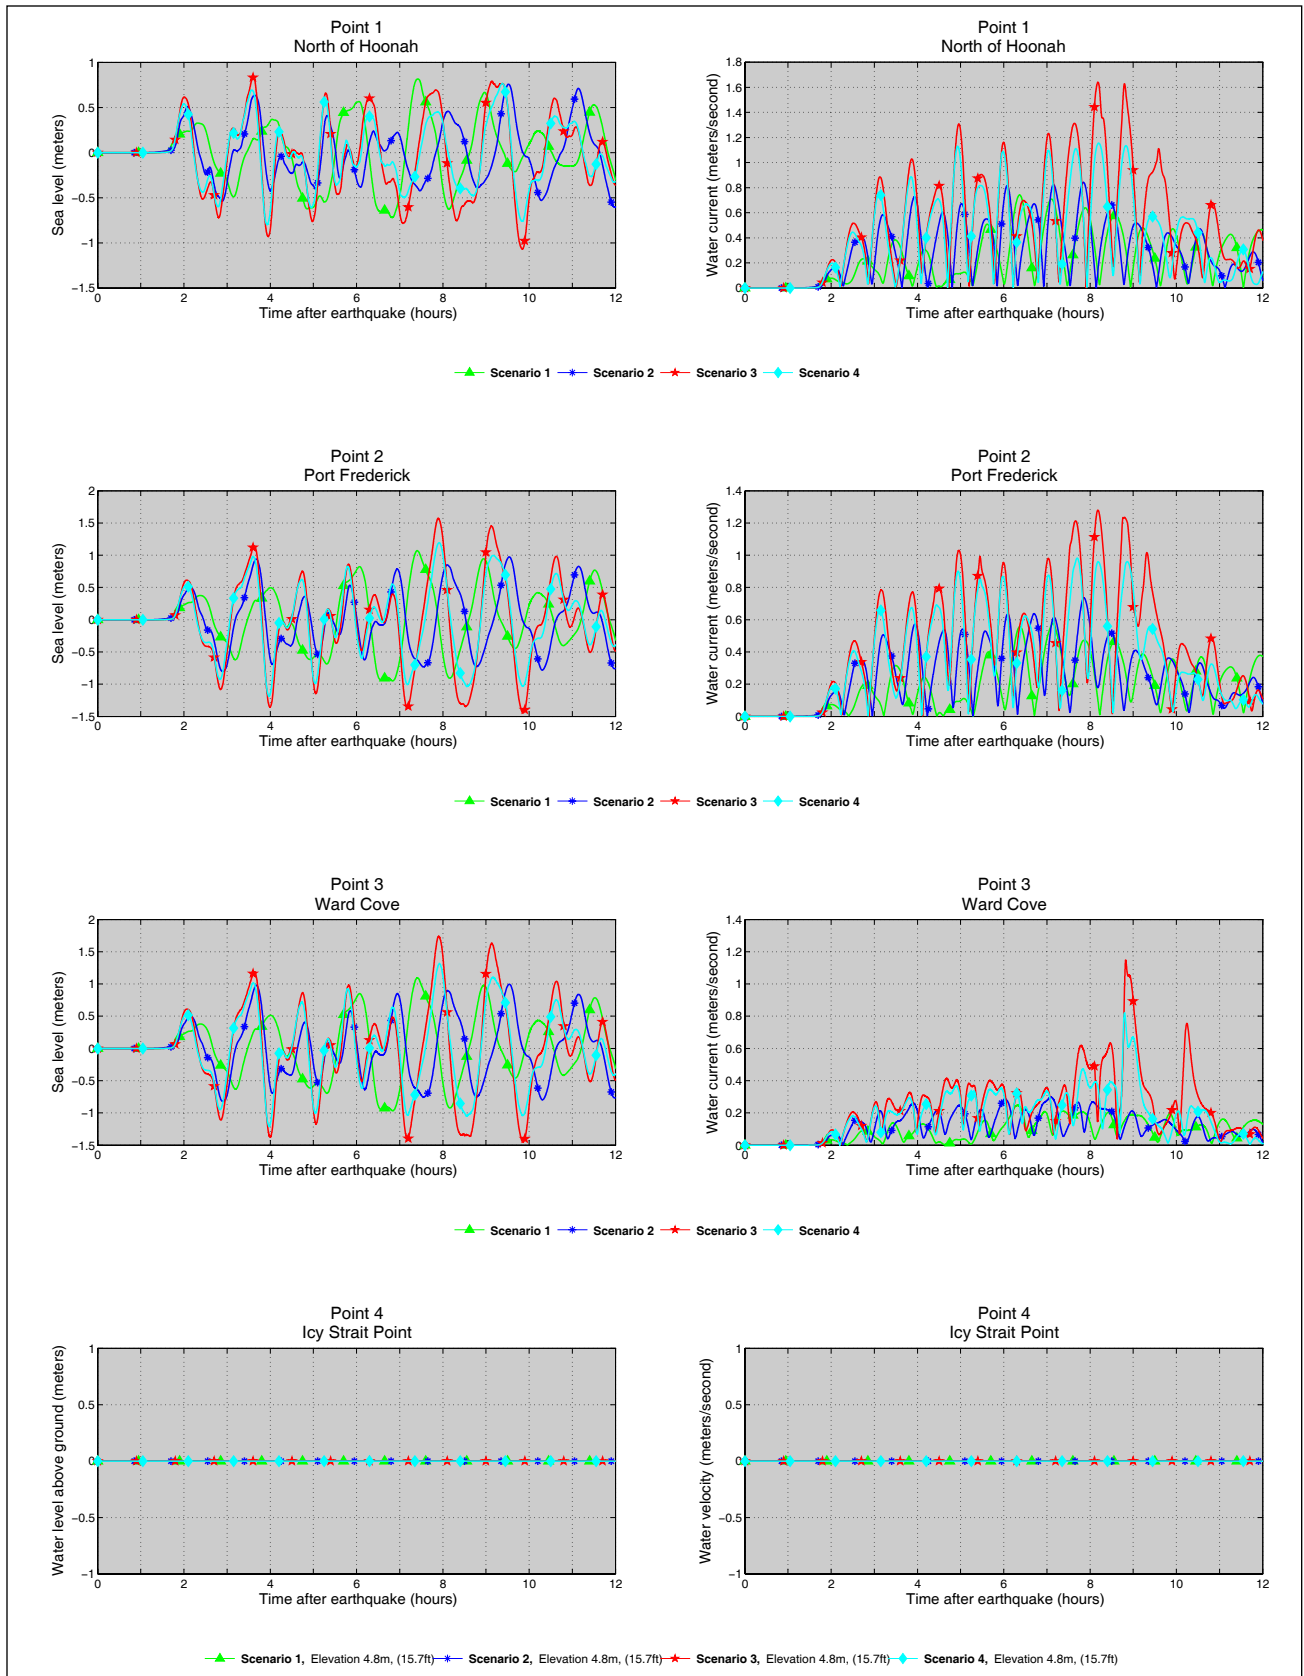 Point 1
North of Hoonah
Sea level (meters)
1
0.5
0
−0.5
−1
−1.5
0 2 4 6 8 10 12
Time after earthquake (hours)
Point 1
North of Hoonah
Water current (meters/second)
1.8
1.6
1.4
1.2
1
0.8
0.6
0.4
0.2
0
0 2 4 6 8 10 12
Time after earthquake (hours)
Scenario 1 Scenario 2 Scenario 3 Scenario 4
Point 2
Port Frederick
Sea level (meters)
2
1.5
1
0.5
0
−0.5
−1
−1.5
0 2 4 6 8 10 12
Time after earthquake (hours)
Point 2
Port Frederick
Water current (meters/second)
1.4
1.2
1
0.8
0.6
0.4
0.2
0
0 2 4 6 8 10 12
Time after earthquake (hours)
Scenario 1 Scenario 2 Scenario 3 Scenario 4
Point 3
Ward Cove
Sea level (meters)
2
1.5
1
0.5
0
−0.5
−1
−1.5
0 2 4 6 8 10 12
Time after earthquake (hours)
Point 3
Ward Cove
Water current (meters/second)
1.4
1.2
1
0.8
0.6
0.4
0.2
0
0 2 4 6 8 10 12
Time after earthquake (hours)
Scenario 1 Scenario 2 Scenario 3 Scenario 4
Point 4
Icy Strait Point
Water level above ground (meters)
1
0.5
0
−0.5
−1
0 2 4 6 8 10 12
Time after earthquake (hours)
Point 4
Icy Strait Point
Water velocity (meters/second)
1
0.5
0
−0.5
−1
0 2 4 6 8 10 12
Time after earthquake (hours)
Scenario 1, Elevation 4.8m, (15.7ft) Scenario 2, Elevation 4.8m, (15.7ft) Scenario 3, Elevation 4.8m, (15.7ft) Scenario 4, Elevation 4.8m, (15.7ft)